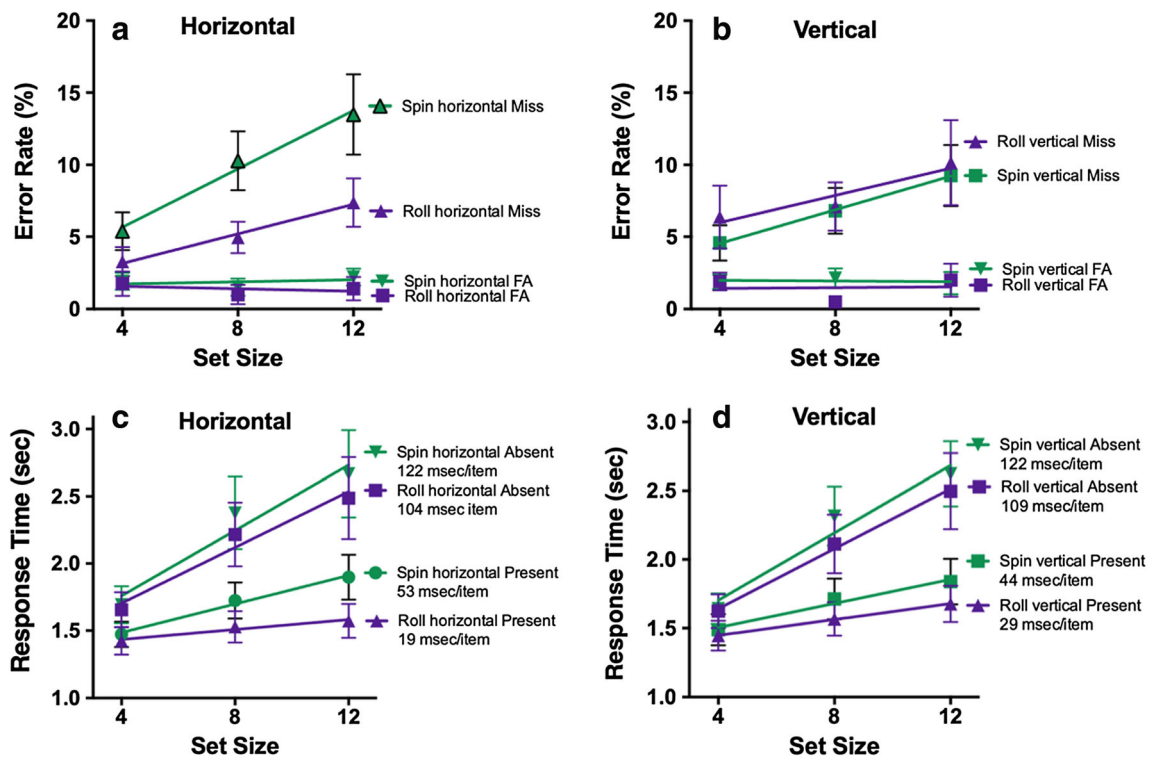 a Horizontal
20
15
10
5
0
Error Rate (%)
4 8 12
Set Size
Spin horizontal Miss
Roll horizontal Miss
Spin horizontal FA
Roll horizontal FA
b Vertical
20
15
10
5
0
Error Rate (%)
4 8 12
Set Size
Roll vertical Miss
Spin vertical Miss
Spin vertical FA
Roll vertical FA
c Horizontal
3.0
2.5
2.0
1.5
1.0
Response Time (sec)
4 8 12
Set Size
Spin horizontal Absent
122 msec/item
Roll horizontal Absent
104 msec item
Spin horizontal Present
53 msec/item
Roll horizontal Present
19 msec/item
d Vertical
3.0
2.5
2.0
1.5
1.0
Response Time (sec)
4 8 12
Set Size
Spin vertical Absent
122 msec/item
Roll vertical Absent
109 msec/item
Spin vertical Present
44 msec/item
Roll vertical Present
29 msec/item